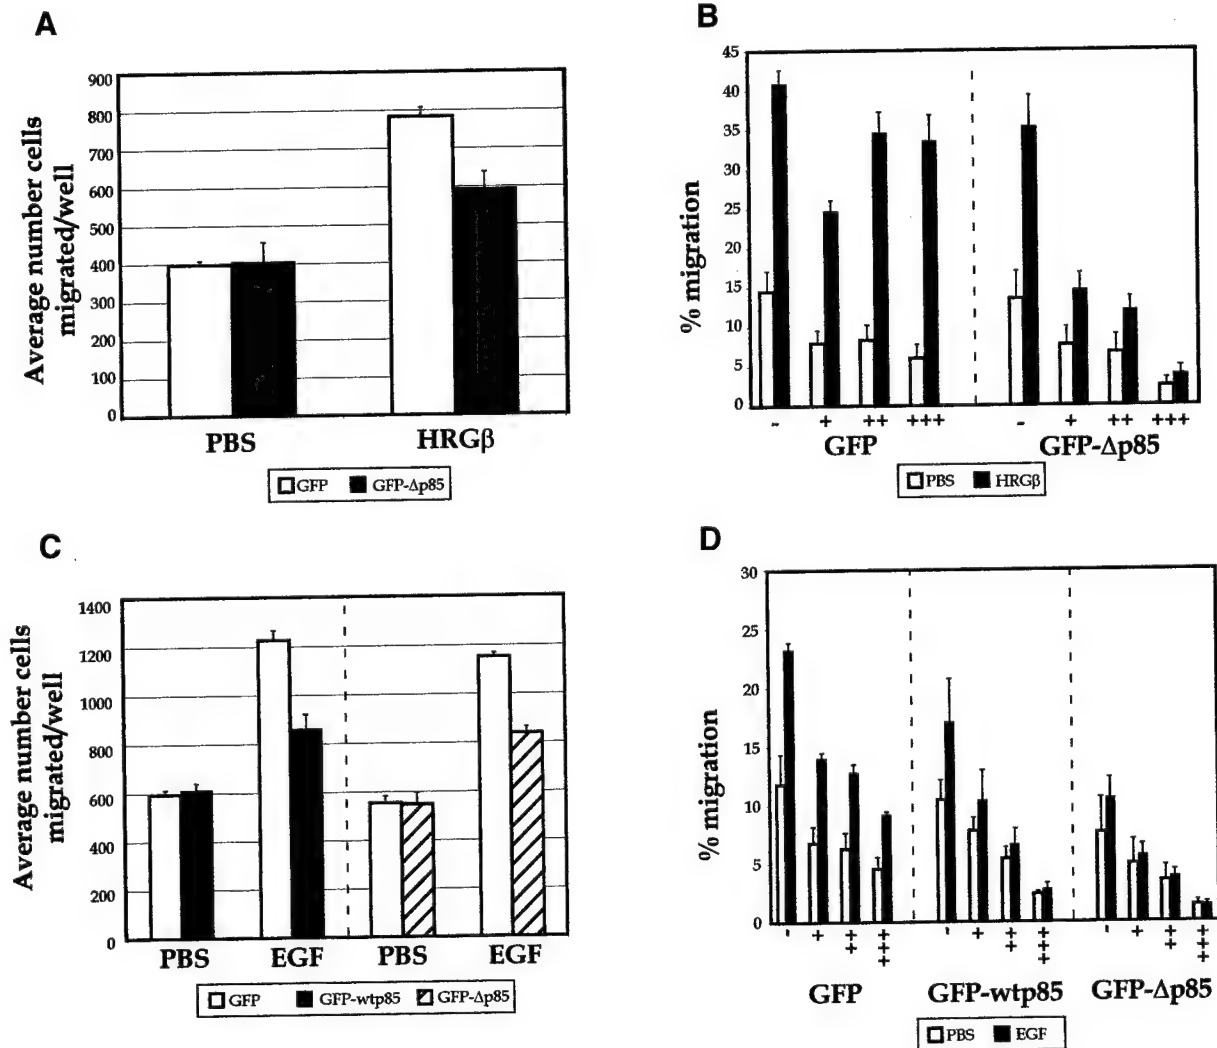 A
Average number cells
migrated/well
900
800
700
600
500
400
300
200
100
0
PBS HRGβ
GFP GFP-Δp85
B
% migration
45
40
35
30
25
20
15
10
5
0
- + ++ +++ - + ++ +++
GFP GFP-Δp85
PBS HRGβ
C
Average number cells
migrated/well
1400
1200
1000
800
600
400
200
0
PBS EGF PBS EGF
GFP GFP-wtp85 GFP-Δp85
D
% migration
30
25
20
15
10
5
0
- + ++ +++ - + ++ +++ - + ++ +++
GFP GFP-wtp85 GFP-Δp85
PBS EGF